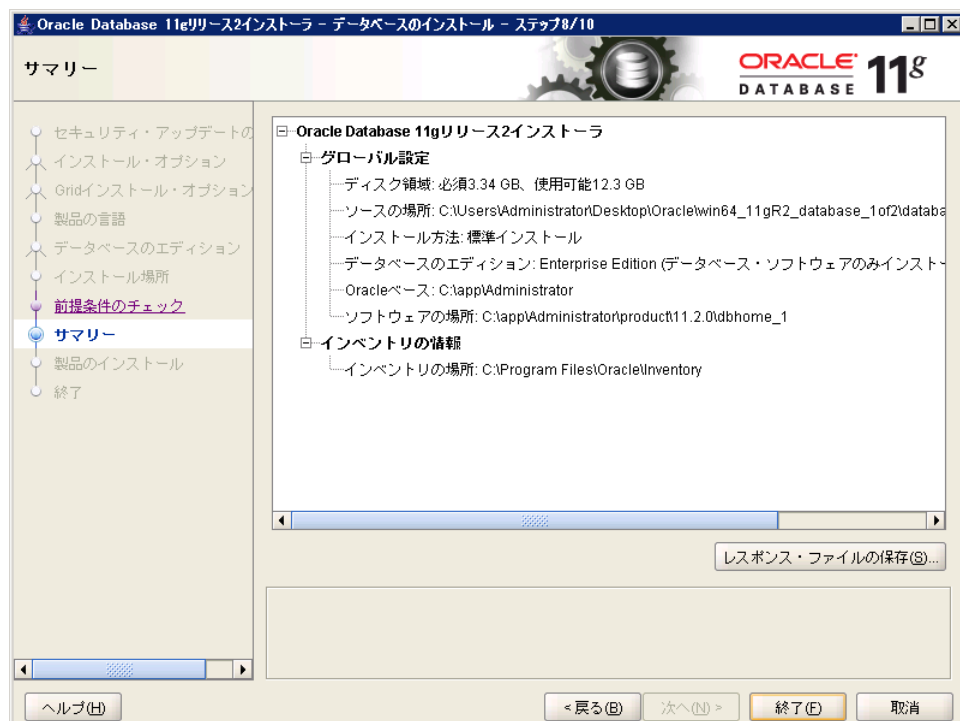 Oracle Database 11gリリース2インストーラ - データベースのインストール - ステップ8/10
サマリー
ORACLE DATABASE 11g
セキュリティ・アップデートの
インストール・オプション
Gridインストール・オプション
製品の言語
データベースのエディション
インストール場所
前提条件のチェック
サマリー
製品のインストール
終了
Oracle Database 11gリリース2インストーラ
グローバル設定
ディスク領域: 必須3.34 GB、使用可能12.3 GB
ソースの場所: C:\Users\Administrator\Desktop\Oracle\win64_11gR2_database_1of2\databa
インストール方法: 標準インストール
データベースのエディション: Enterprise Edition (データベース・ソフトウェアのみインスト
Oracleベース: C:\app\Administrator
ソフトウェアの場所: C:\app\Administrator\product\11.2.0\dbhome_1
インベントリの情報
インベントリの場所: C:\Program Files\Oracle\Inventory
レスポンス・ファイルの保存(S)...
ヘルプ(H)
< 戻る(B)
次へ(N) >
終了(F)
取消